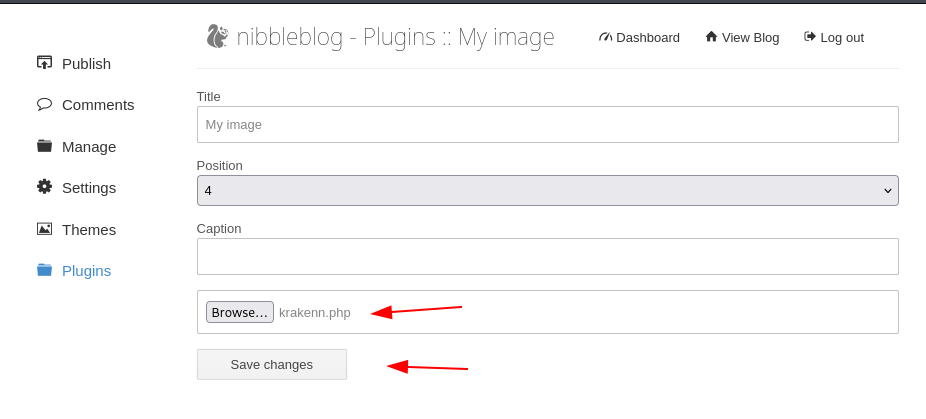 nibbleblog - Plugins :: My image
Dashboard
View Blog
Log out
Publish
Comments
Manage
Settings
Themes
Plugins
Title
My image
Position
4
Caption
Browse... krakenn.php
Save changes